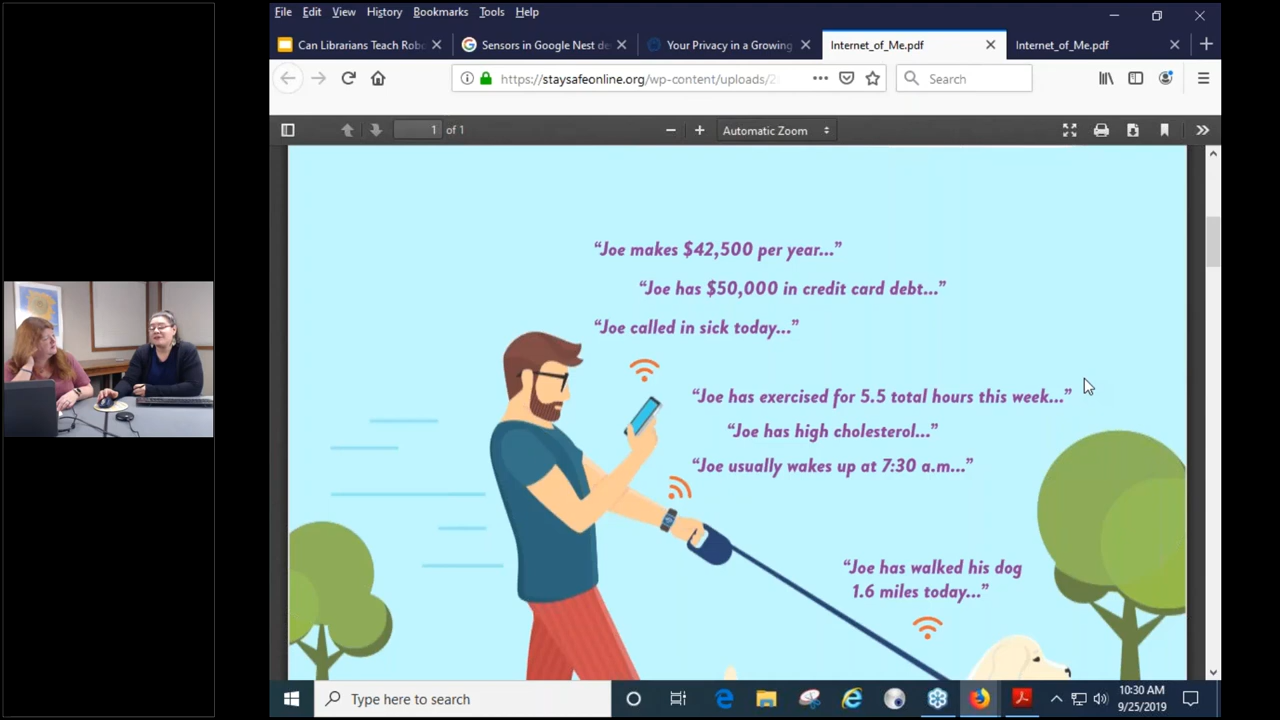 File Edit View History Bookmarks Tools Help
Can Librarians Teach Robo
Sensors in Google Nest de
Your Privacy in a Growing
Internet_of_Me.pdf
Internet_of_Me.pdf
https://staysafeonline.org/wp-content/uploads/2
Search
1 of 1
Automatic Zoom
“Joe makes $42,500 per year...”
“Joe has $50,000 in credit card debt...”
“Joe called in sick today...”
“Joe has exercised for 5.5 total hours this week...”
“Joe has high cholesterol...”
“Joe usually wakes up at 7:30 a.m...”
“Joe has walked his dog
1.6 miles today...”
Type here to search
10:30 AM
9/25/2019